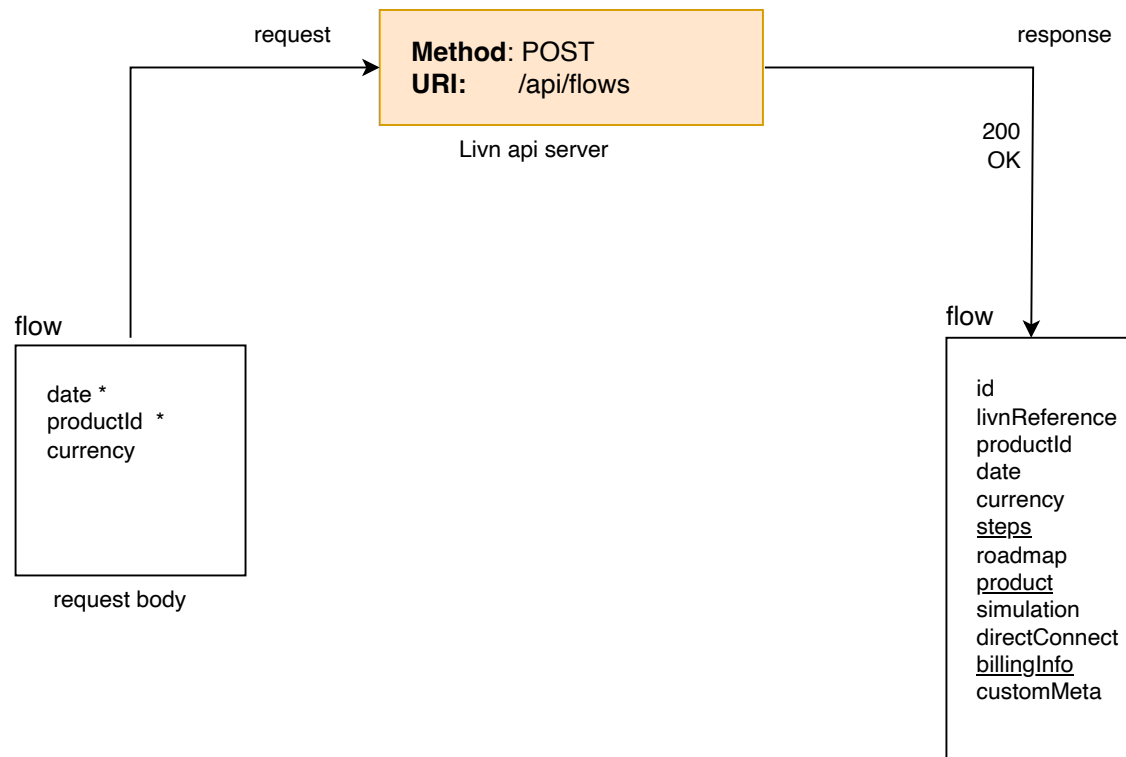 request
Method: POST
URI: /api/flows
Livn api server
response
200
OK
flow
date *
productId *
currency
request body
flow
id
livnReference
productId
date
currency
steps
roadmap
product
simulation
directConnect
billingInfo
customMeta